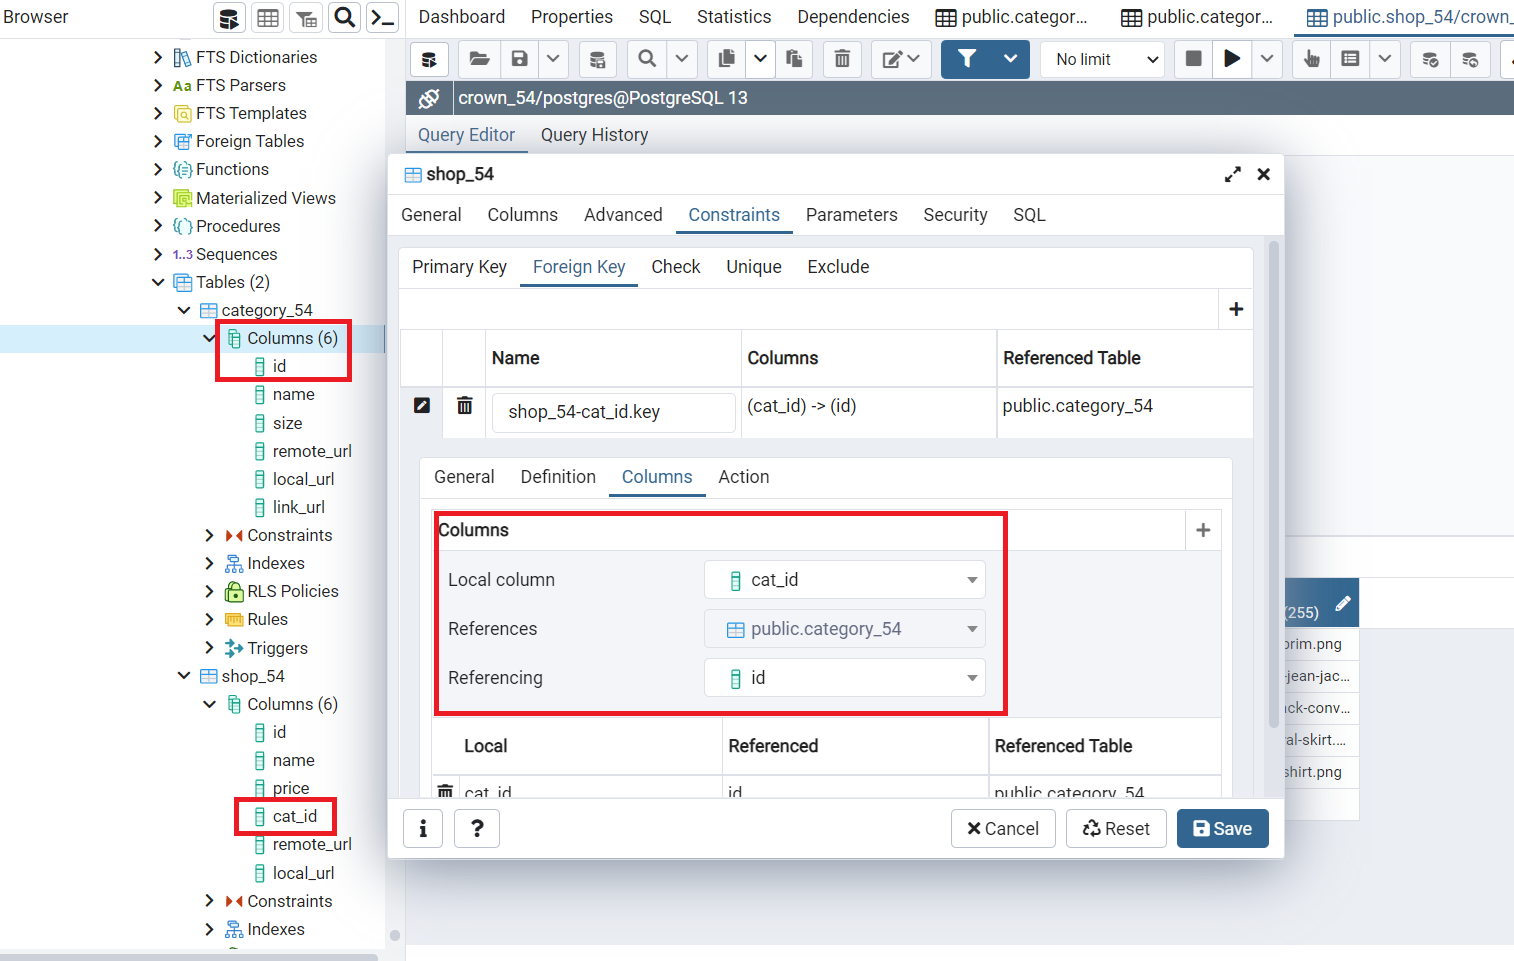 Browser
Dashboard Properties SQL Statistics Dependencies public.categor... public.categor... public.shop_54/crown_
FTS Dictionaries
Aa FTS Parsers
FTS Templates
Foreign Tables
Functions
Materialized Views
Procedures
1..3 Sequences
Tables (2)
category_54
Columns (6)
id
name
size
remote_url
local_url
link_url
Constraints
Indexes
RLS Policies
Rules
Triggers
shop_54
Columns (6)
id
name
price
cat_id
remote_url
local_url
Constraints
Indexes
No limit
crown_54/postgres@PostgreSQL 13
Query Editor Query History
shop_54
General Columns Advanced Constraints Parameters Security SQL
Primary Key Foreign Key Check Unique Exclude
Name Columns Referenced Table
shop_54-cat_id.key (cat_id) -> (id) public.category_54
General Definition Columns Action
Columns
Local column cat_id
References public.category_54
Referencing id
Local Referenced Referenced Table
cat_id id public.category_54
i ? Cancel Reset Save
(255)
orim.png
-jean-jac...
ck-conv...
al-skirt....
shirt.png